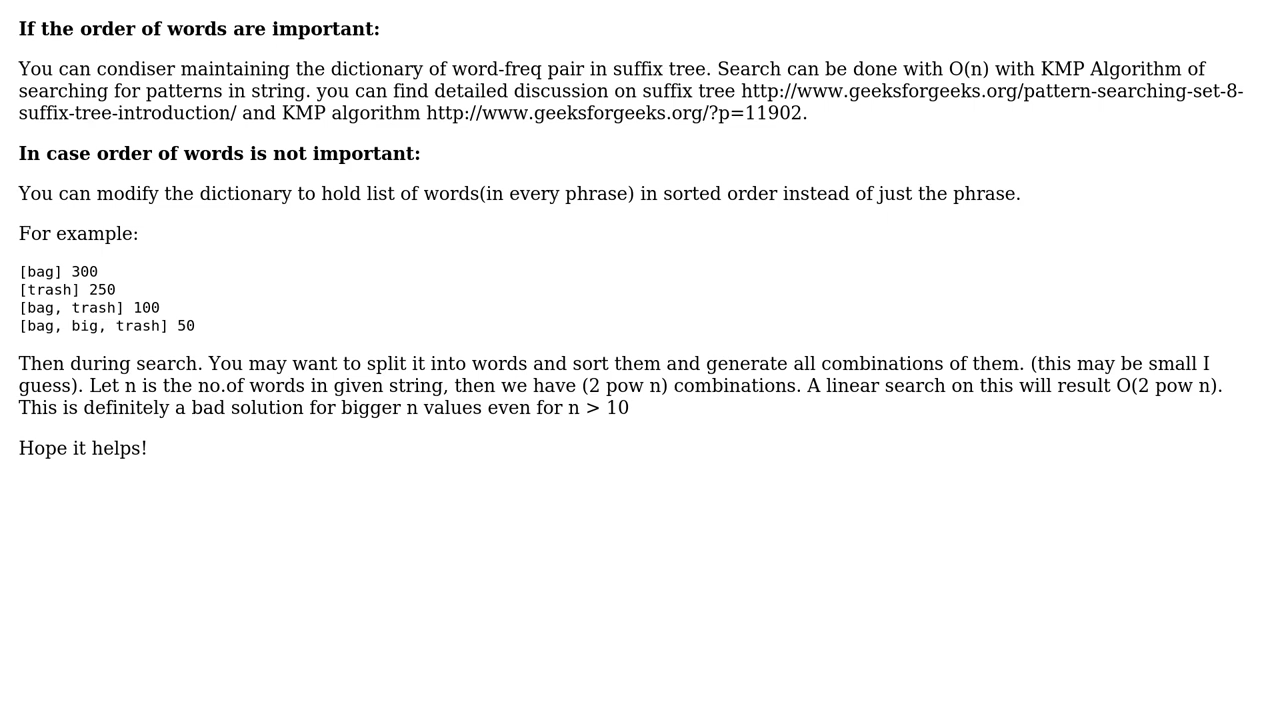 If the order of words are important:
You can condiser maintaining the dictionary of word-freq pair in suffix tree. Search can be done with O(n) with KMP Algorithm of
searching for patterns in string. you can find detailed discussion on suffix tree http://www.geeksforgeeks.org/pattern-searching-set-8-
suffix-tree-introduction/ and KMP algorithm http://www.geeksforgeeks.org/?p=11902.
In case order of words is not important:
You can modify the dictionary to hold list of words(in every phrase) in sorted order instead of just the phrase.
For example:
[bag] 300
[trash] 250
[bag, trash] 100
[bag, big, trash] 50
Then during search. You may want to split it into words and sort them and generate all combinations of them. (this may be small I
guess). Let n is the no.of words in given string, then we have (2 pow n) combinations. A linear search on this will result O(2 pow n).
This is definitely a bad solution for bigger n values even for n > 10
Hope it helps!